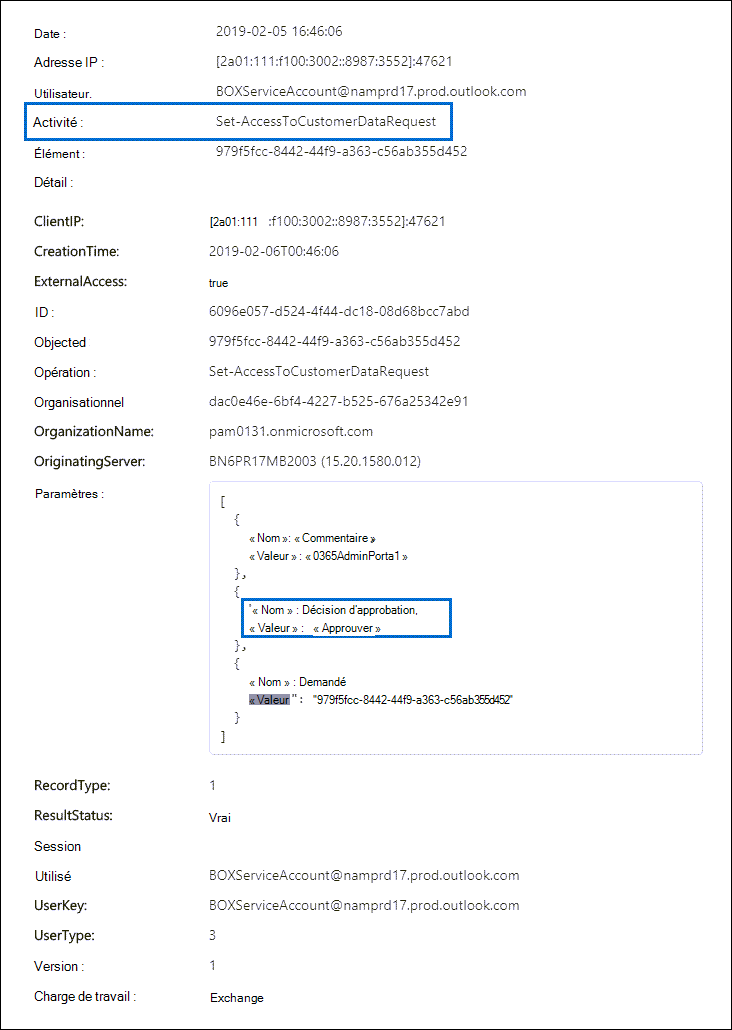 Date : 2019-02-05 16:46:06
Adresse IP : [2a01:111:f100:3002::8987:3552]:47621
Utilisateur. BOXServiceAccount@namprd17.prod.outlook.com
Activité : Set-AccessToCustomerDataRequest
Élément : 979f5fcc-8442-44f9-a363-c56ab355d452
Détail :
ClientIP: [2a01:111 :f100:3002::8987:3552]:47621
CreationTime: 2019-02-06T00:46:06
ExternalAccess: true
ID : 6096e057-d524-4f44-dc18-08d68bcc7abd
Objected 979f5fcc-8442-44f9-a363-c56ab355d452
Opération : Set-AccessToCustomerDataRequest
Organisationnel dac0e46e-6bf4-4227-b525-676a25342e91
OrganizationName: pam0131.onmicrosoft.com
OriginatingServer: BN6PR17MB2003 (15.20.1580.012)
Paramètres :
[
{
« Nom »: « Commentaire »
« Valeur » : « 0365AdminPorta1 »
},
{
"« Nom » : Décision d'approbation,
« Valeur » : « Approuver »
},
{
« Nom » : Demandé
« Valeur " : "979f5fcc-8442-44f9-a363-c56ab355d452"
}
]
RecordType: 1
ResultStatus: Vrai
Session
Utilisé BOXServiceAccount@namprd17.prod.outlook.com
UserKey: BOXServiceAccount@namprd17.prod.outlook.com
UserType: 3
Version : 1
Charge de travail : Exchange